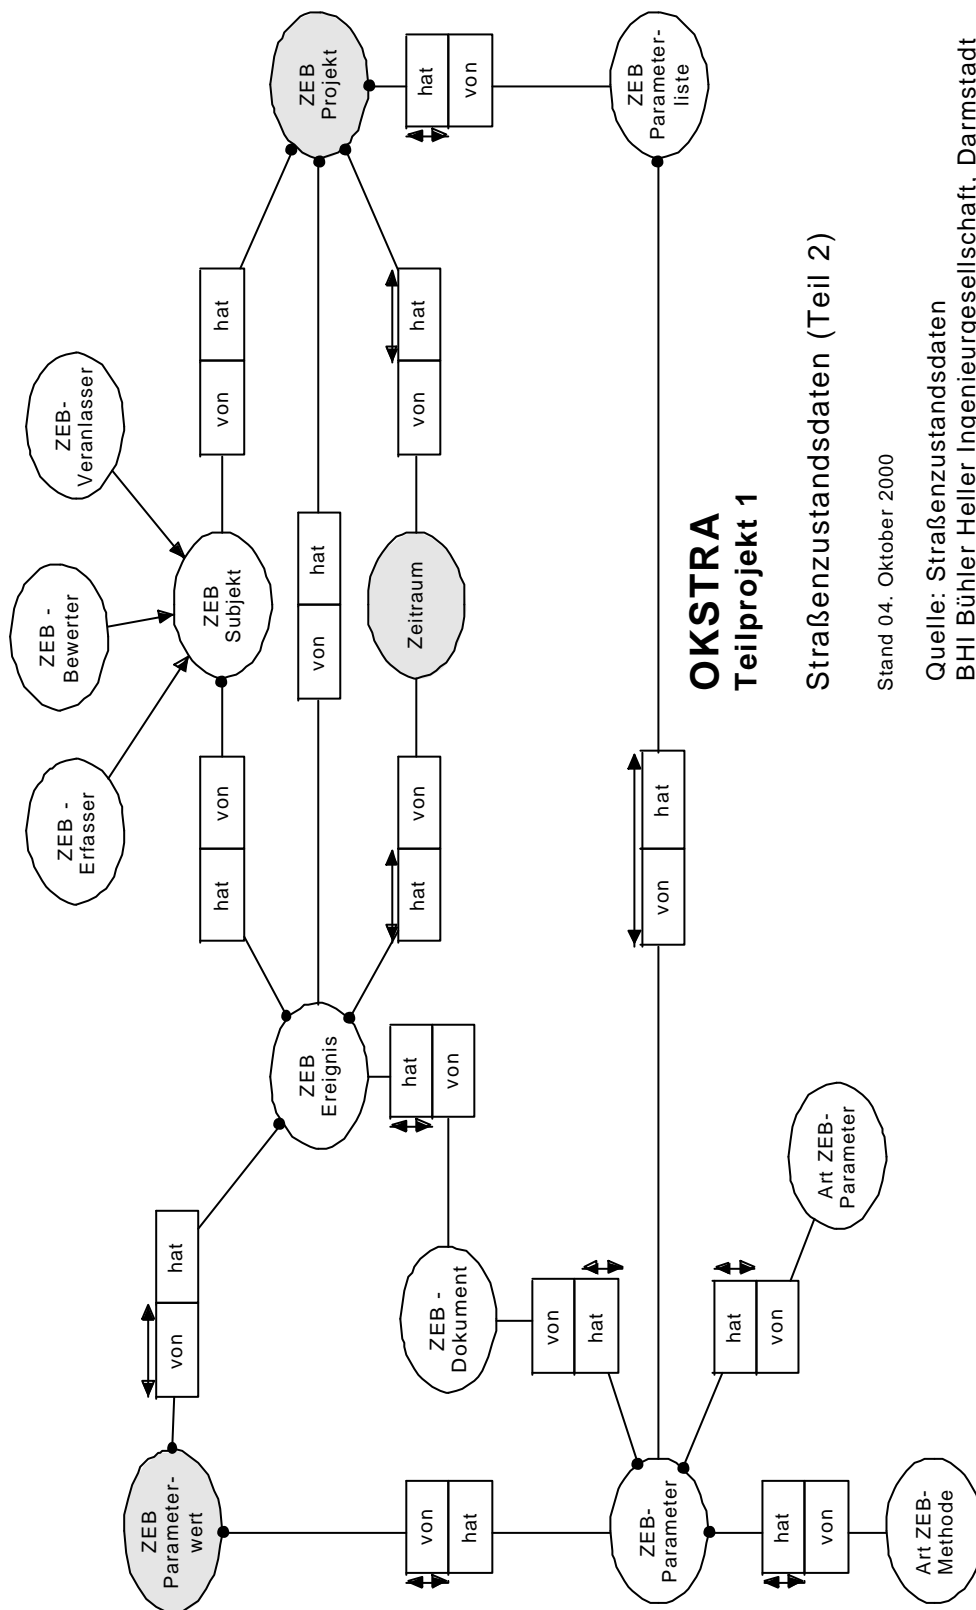 ZEB -
Erfasser
ZEB -
Bewerter
ZEB-
Veranlasser
ZEB
Parameter-
wert
von
hat
hat
von
ZEB
Subjekt
von
hat
ZEB
Ereignis
von
hat
ZEB
Projekt
von
hat
hat
von
Zeitraum
von
hat
hat
von
hat
von
ZEB -
Dokument
von
hat
von
hat
ZEB-
Parameter
von
hat
ZEB
Parameter-
liste
hat
von
Art ZEB-
Parameter
hat
von
Art ZEB-
Methode
OKSTRA
Teilprojekt 1
Straßenzustandsdaten (Teil 2)
Stand 04. Oktober 2000
Quelle: Straßenzustandsdaten
BHI Bühler Heller Ingenieurgesellschaft, Darmstadt